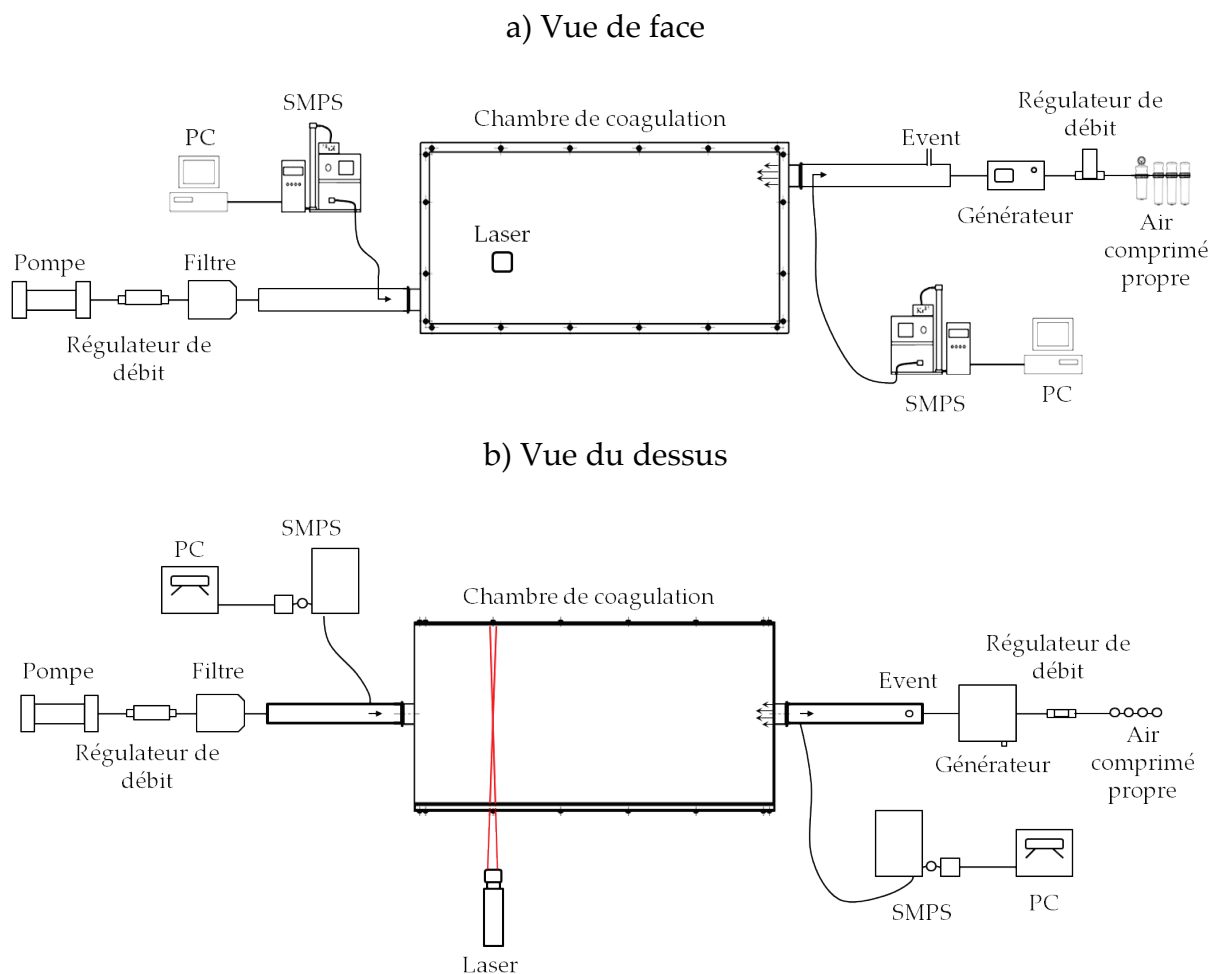 a) Vue de face
SMPS
PC
Chambre de coagulation
Régulateur de
débit
Event
Générateur
Air
comprimé
propre
Laser
Pompe
Filtre
Régulateur de
débit
SMPS
PC
b) Vue du dessus
SMPS
PC
Chambre de coagulation
Pompe
Filtre
Régulateur de
débit
Event
Régulateur de
débit
Générateur
Air
comprimé
propre
SMPS
PC
Laser